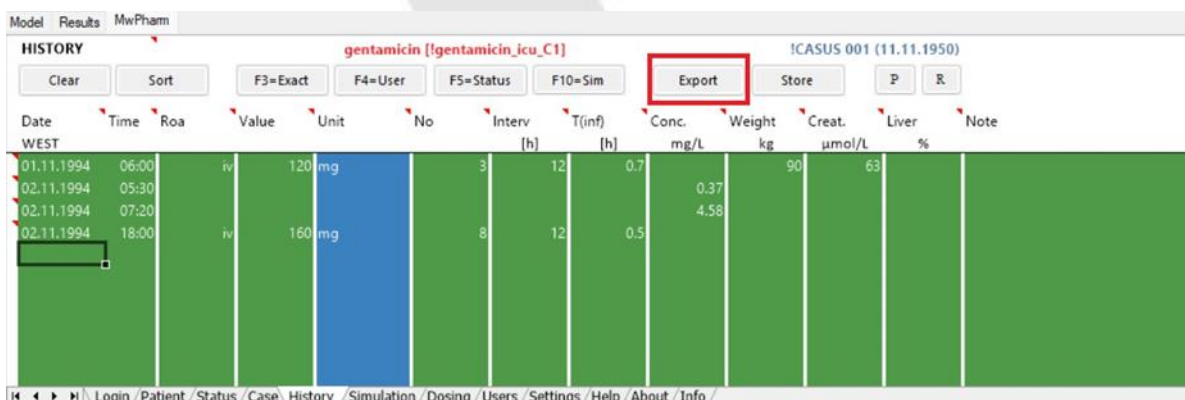 Model Results MwPharm
HISTORY gentamicin [!gentamicin_icu_C1] !CASUS 001 (11.11.1950)
Clear Sort F3=Exact F4=User F5=Status F10=Sim Export Store P R
Date Time Roa Value Unit No Interv T(inf) Conc. Weight Creat. Liver Note
WEST [h] [h] mg/L kg µmol/L %
01.11.1994 06:00 iv 120 mg 3 12 0.7 90 63
02.11.1994 05:30 0.37
02.11.1994 07:20 4.58
02.11.1994 18:00 iv 160 mg 8 12 0.5
Login / Patient / Status / Case \ History / Simulation / Dosing / Users / Settings / Help / About / Info /